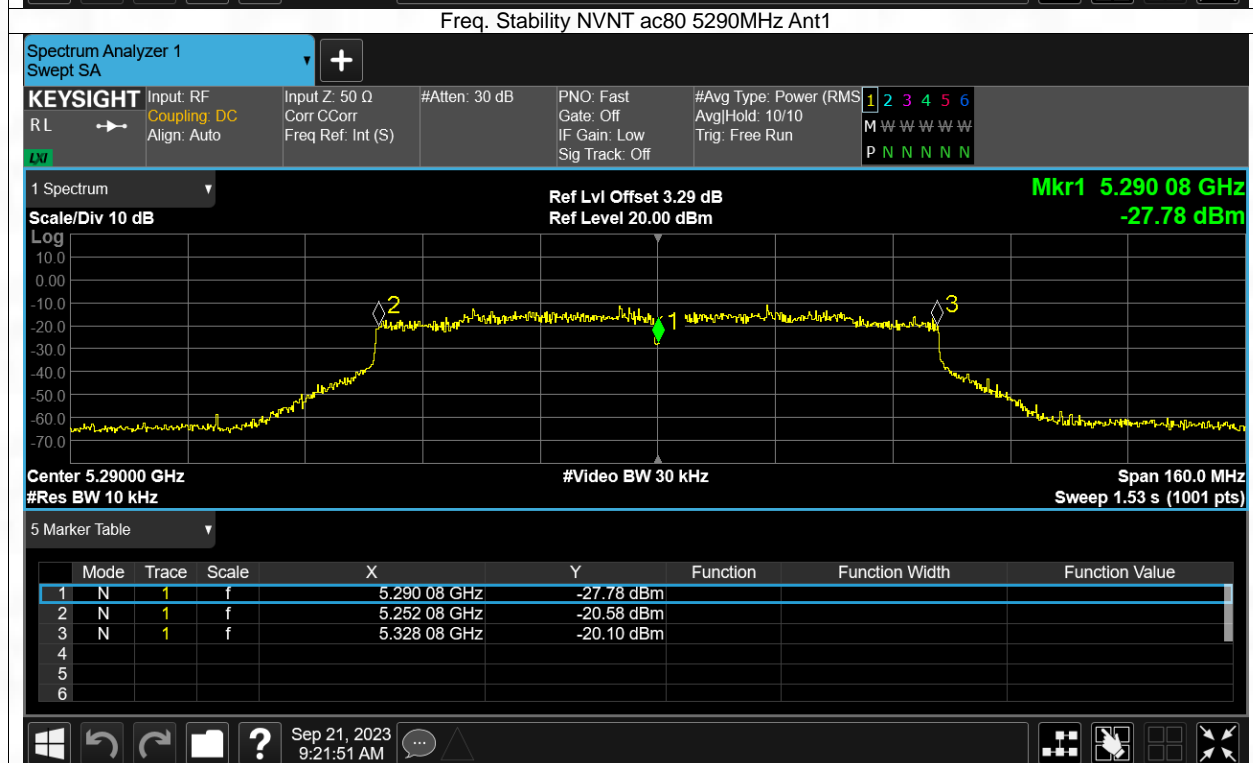 Freq. Stability NVNT ac80 5290MHz Ant1
Spectrum Analyzer 1
Swept SA
+
KEYSIGHT Input: RF Input Z: 50 Ω #Atten: 30 dB PNO: Fast #Avg Type: Power (RMS 1 2 3 4 5 6
RL Coupling: DC Corr CCorr Gate: Off Avg|Hold: 10/10 M W W W W W
Align: Auto Freq Ref: Int (S) IF Gain: Low Trig: Free Run
LXI Sig Track: Off P N N N N N
1 Spectrum Ref Lvl Offset 3.29 dB Mkr1 5.290 08 GHz
Scale/Div 10 dB Ref Level 20.00 dBm -27.78 dBm
Log
10.0
0.00
-10.0
-20.0
-30.0
-40.0
-50.0
-60.0
-70.0
2
1
3
Center 5.29000 GHz #Video BW 30 kHz Span 160.0 MHz
#Res BW 10 kHz Sweep 1.53 s (1001 pts)
5 Marker Table
Mode Trace Scale X Y Function Function Width Function Value
1 N 1 f 5.290 08 GHz -27.78 dBm
2 N 1 f 5.252 08 GHz -20.58 dBm
3 N 1 f 5.328 08 GHz -20.10 dBm
4
5
6
? Sep 21, 2023
9:21:51 AM